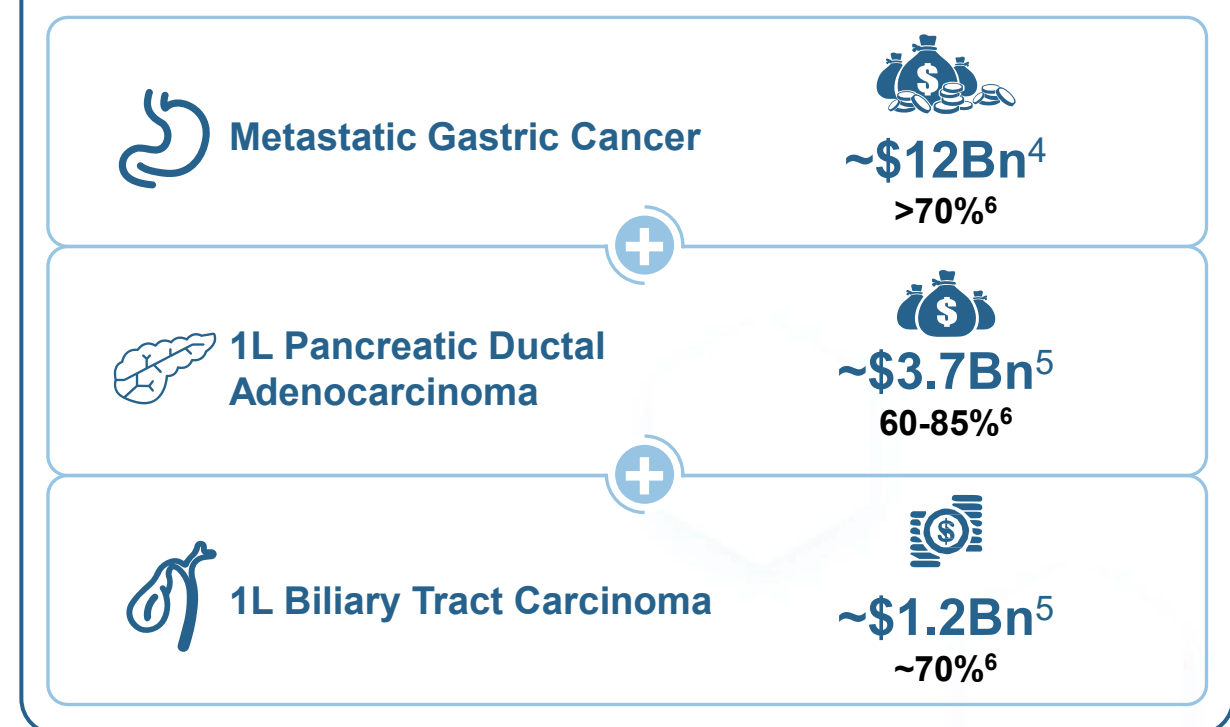 Metastatic Gastric Cancer
$
~$12Bn⁴
>70%⁶
1L Pancreatic Ductal
Adenocarcinoma
$
~$3.7Bn⁵
60-85%⁶
1L Biliary Tract Carcinoma
$
~$1.2Bn⁵
~70%⁶